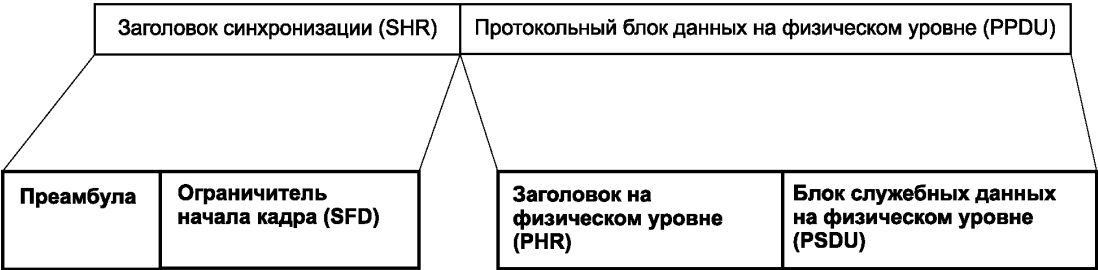 Заголовок синхронизации (SHR)
Протокольный блок данных на физическом уровне (PPDU)
Преамбула
Ограничитель
начала кадра (SFD)
Заголовок на
физическом уровне
(PHR)
Блок служебных данных
на физическом уровне
(PSDU)